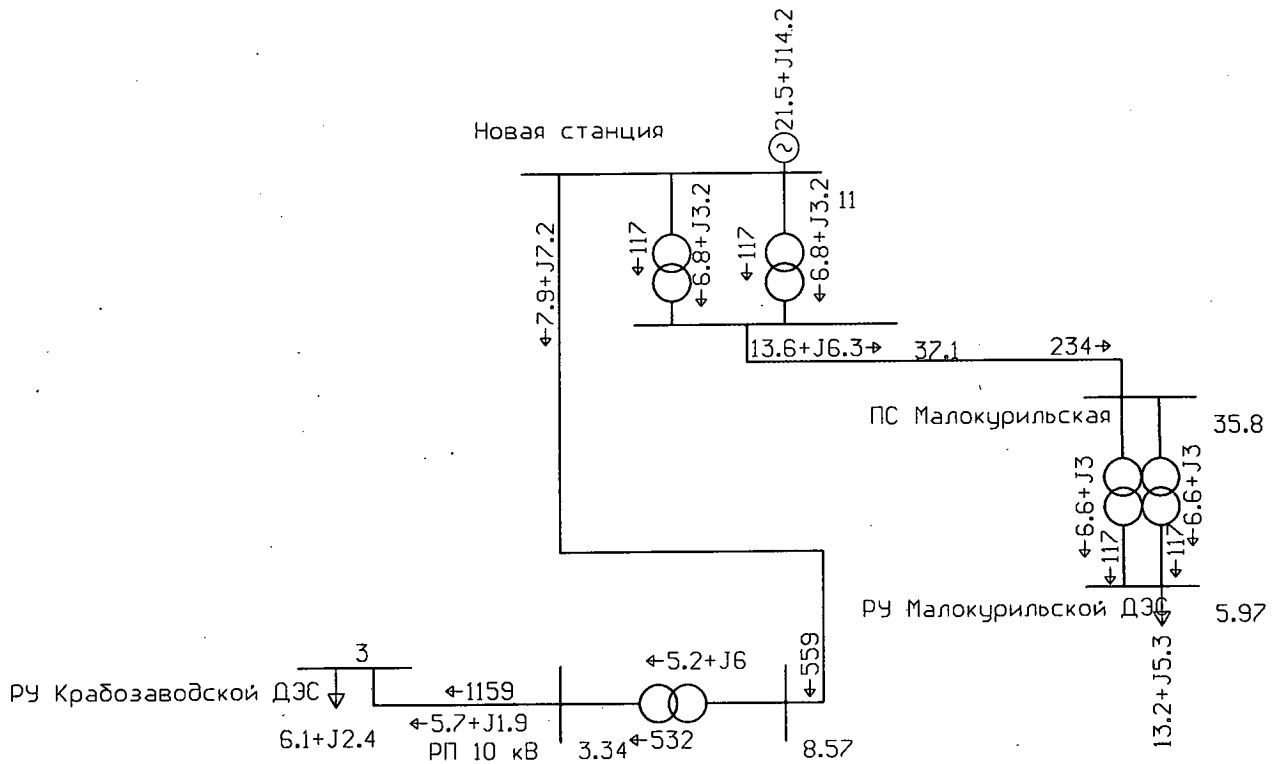 21.5+J14.2
Новая станция
11
7.9+J7.2
117
6.8+J3.2
117
6.8+J3.2
13.6+J6.3
37.1
234
ПС Малокурильская
35.8
6.6+J3
6.6+J3
117
117
РУ Малокурильской ДЭС
5.97
13.2+J5.3
559
5.2+J6
3
РУ Крабозаводской ДЭС
1159
5.7+J1.9
6.1+J2.4
РП 10 кВ
3.34
532
8.57